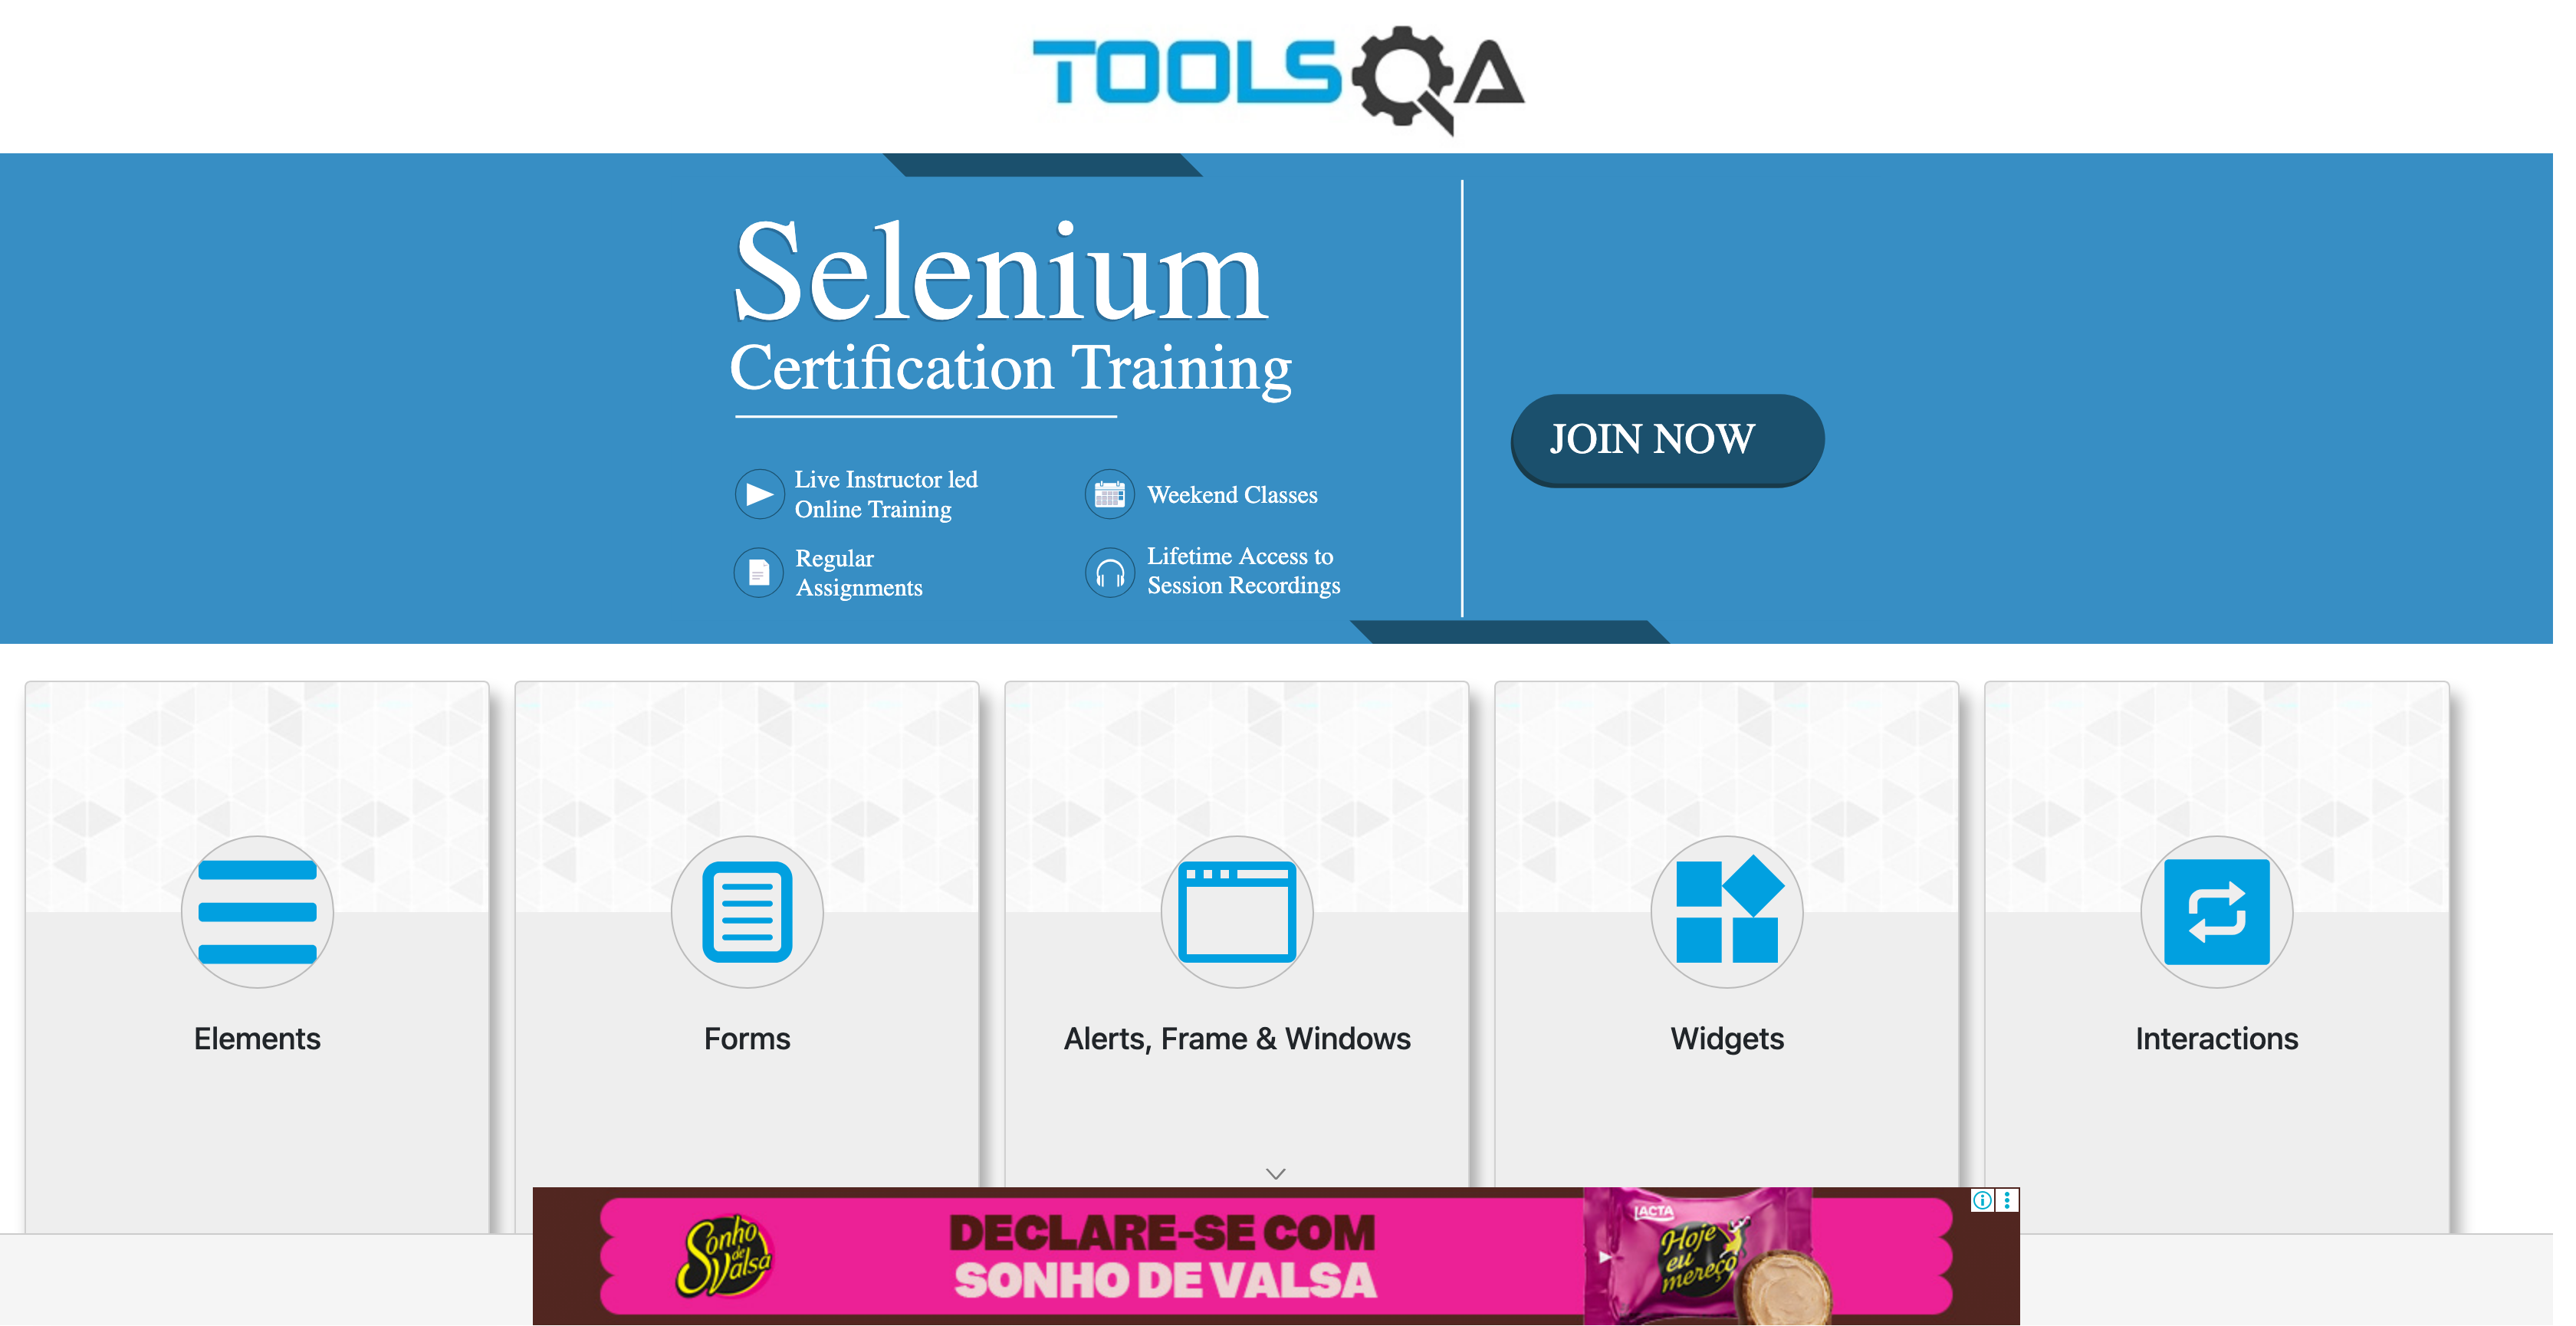 TOOLSQA
Selenium
Certification Training
Live Instructor led
Online Training
Weekend Classes
Regular
Assignments
Lifetime Access to
Session Recordings
JOIN NOW
Elements
Forms
Alerts, Frame & Windows
Widgets
Interactions
Sonho
de
Valsa
DECLARE-SE COM
SONHO DE VALSA
LACTA
Hoje
eu
mereço